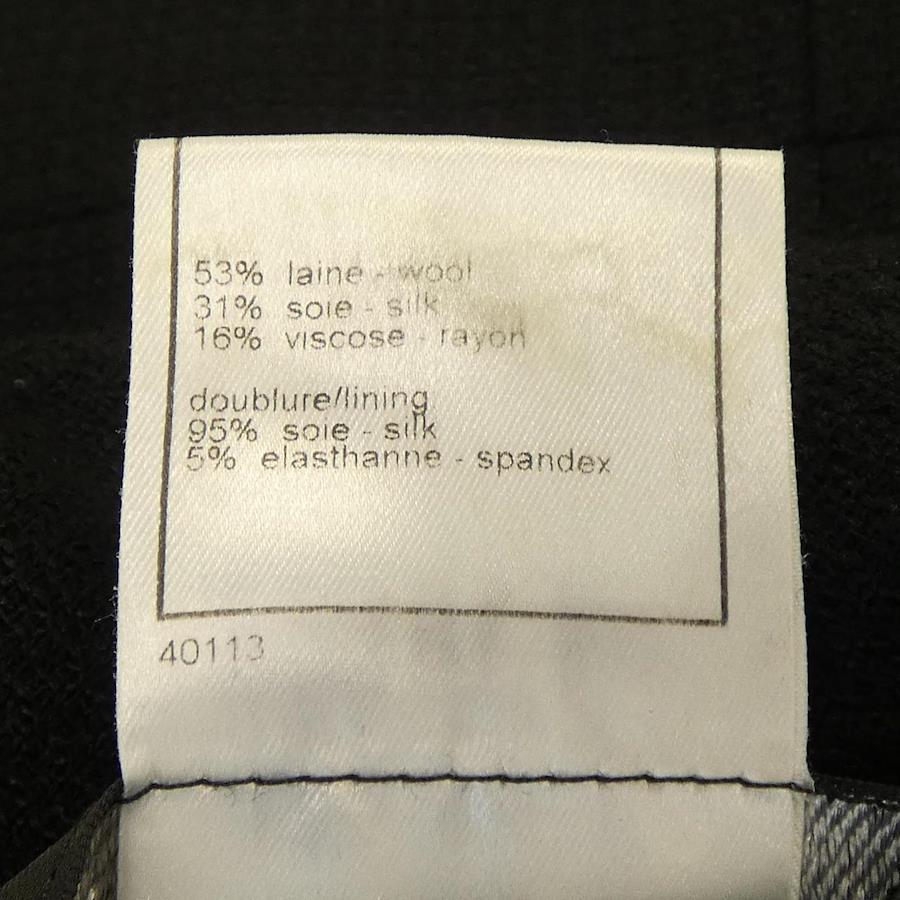 53% laine - wool
31% soie - silk
16% viscose - rayon
doublure/lining
95% soie - silk
5% elasthanne - spandex
40113